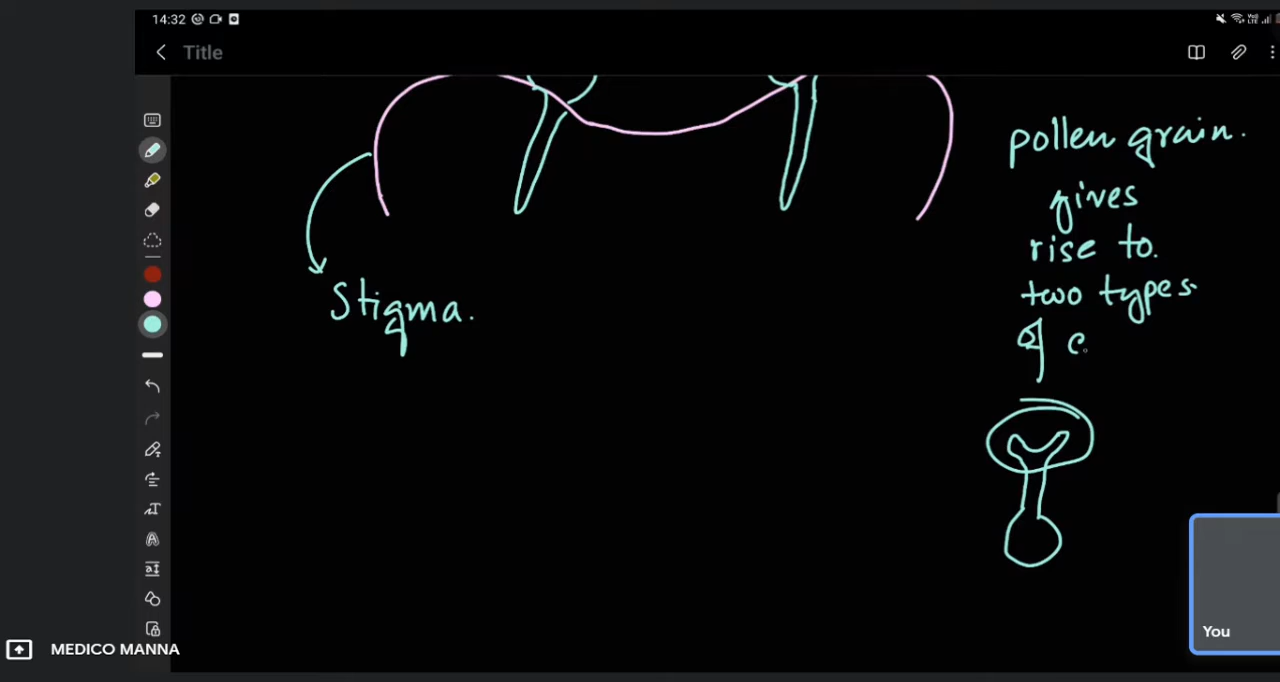 14:32
Title
pollen grain.
gives
rise to.
two types
of c
Stigma.
You
MEDICO MANNA